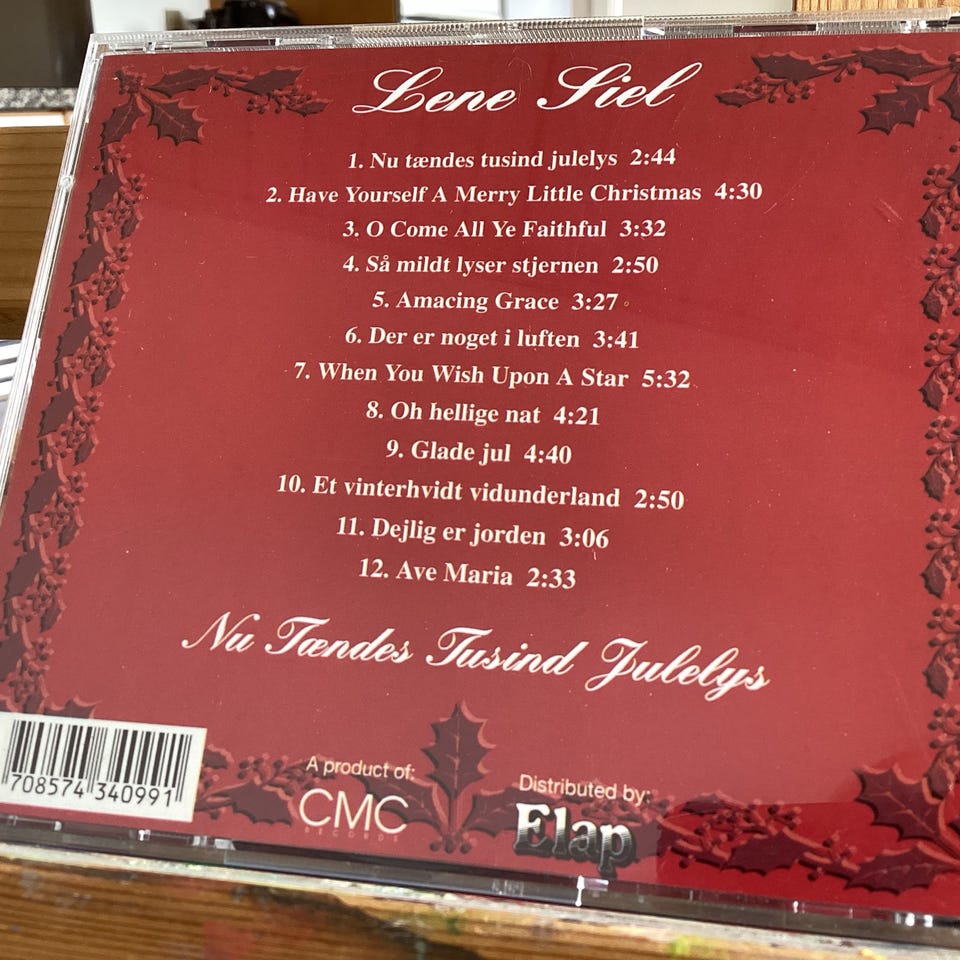 Lene Siel
1. Nu tændes tusind julelys 2:44
2. Have Yourself A Merry Little Christmas 4:30
3. O Come All Ye Faithful 3:32
4. Så mildt lyser stjernen 2:50
5. Amacing Grace 3:27
6. Der er noget i luften 3:41
7. When You Wish Upon A Star 5:32
8. Oh hellige nat 4:21
9. Glade jul 4:40
10. Et vinterhvidt vidunderland 2:50
11. Dejlig er jorden 3:06
12. Ave Maria 2:33
Nu Tændes Tusind Julelys
708574 340991
A product of:
CMC
RECORDS
Distributed by:
Elap